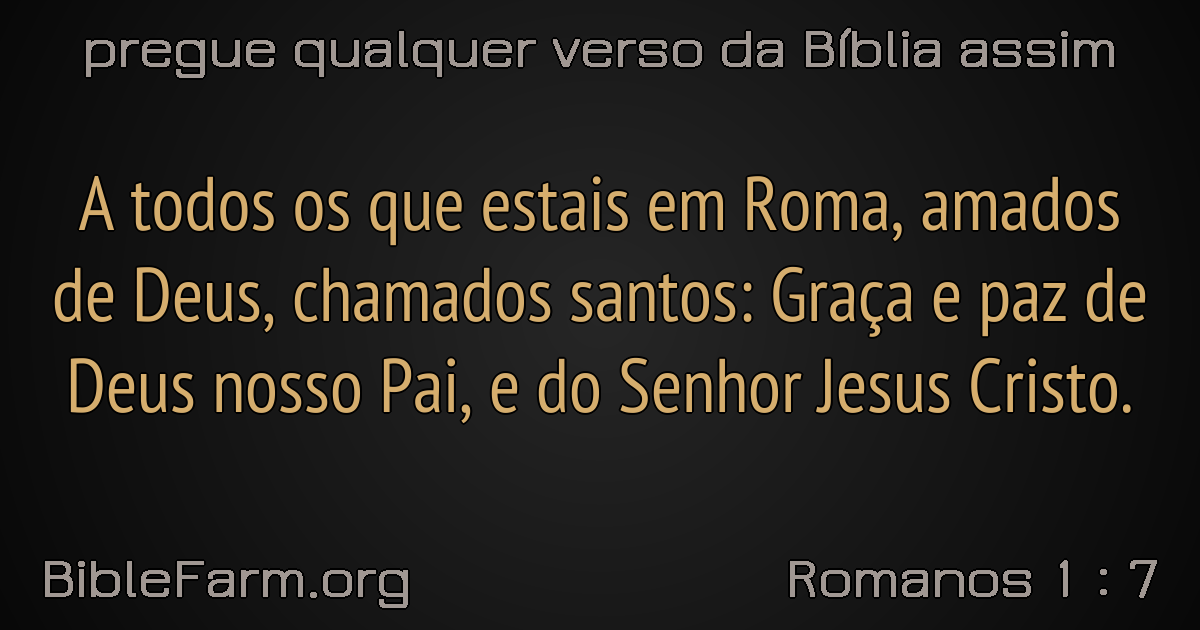 pregue qualquer verso da Bíblia assim
A todos os que estais em Roma, amados
de Deus, chamados santos: Graça e paz de
Deus nosso Pai, e do Senhor Jesus Cristo.
BibleFarm.org
Romanos 1 : 7